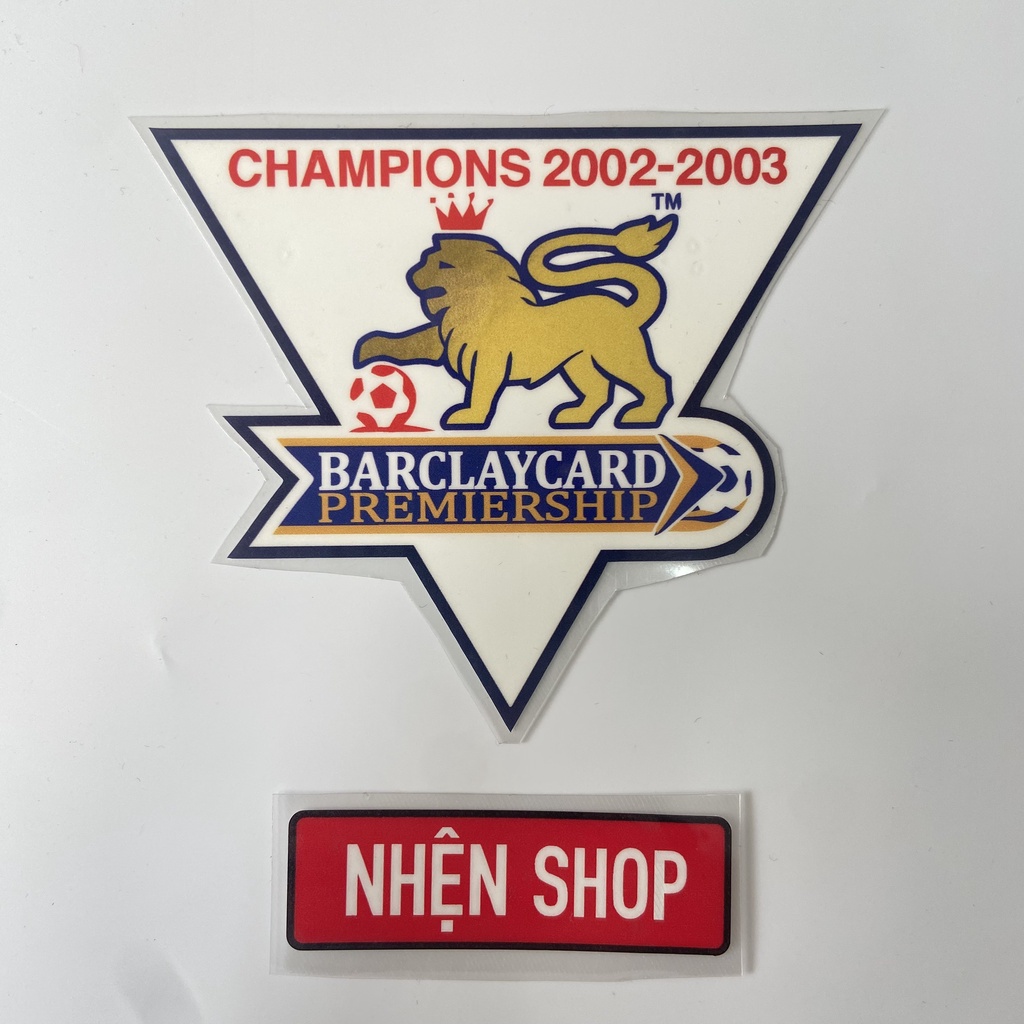 CHAMPIONS 2002-2003
TM
BARCLAYCARD
PREMIERSHIP
NHỆN SHOP